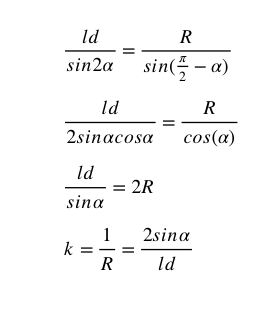 ld/sin2α = R/sin(π/2 − α)
ld/2sinαcosα = R/cos(α)
ld/sinα = 2R
k = 1/R = 2sinα/ld